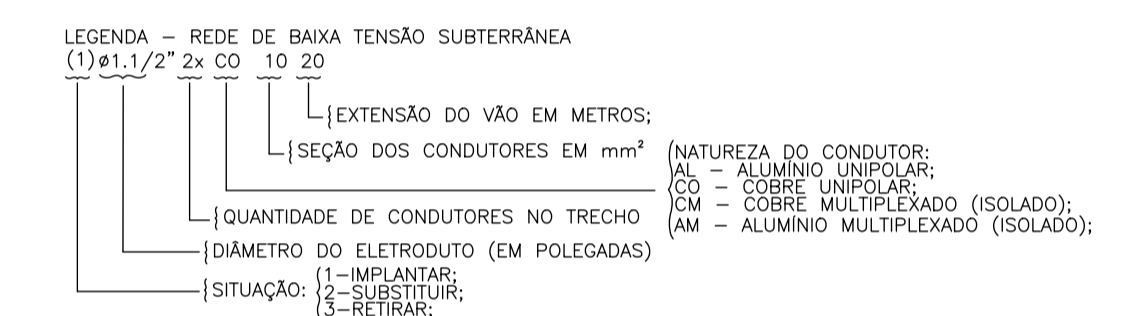 LEGENDA – REDE DE BAIXA TENSÃO SUBTERRÂNEA
(1)ø1.1/2" 2x CO 10 20
{EXTENSÃO DO VÃO EM METROS;
{SEÇÃO DOS CONDUTORES EM mm²
NATUREZA DO CONDUTOR:
AL – ALUMÍNIO UNIPOLAR;
CO – COBRE UNIPOLAR;
CM – COBRE MULTIPLEXADO (ISOLADO);
AM – ALUMÍNIO MULTIPLEXADO (ISOLADO);
{QUANTIDADE DE CONDUTORES NO TRECHO
{DIÂMETRO DO ELETRODUTO (EM POLEGADAS)
{SITUAÇÃO:
1–IMPLANTAR;
2–SUBSTITUIR;
3–RETIRAR;